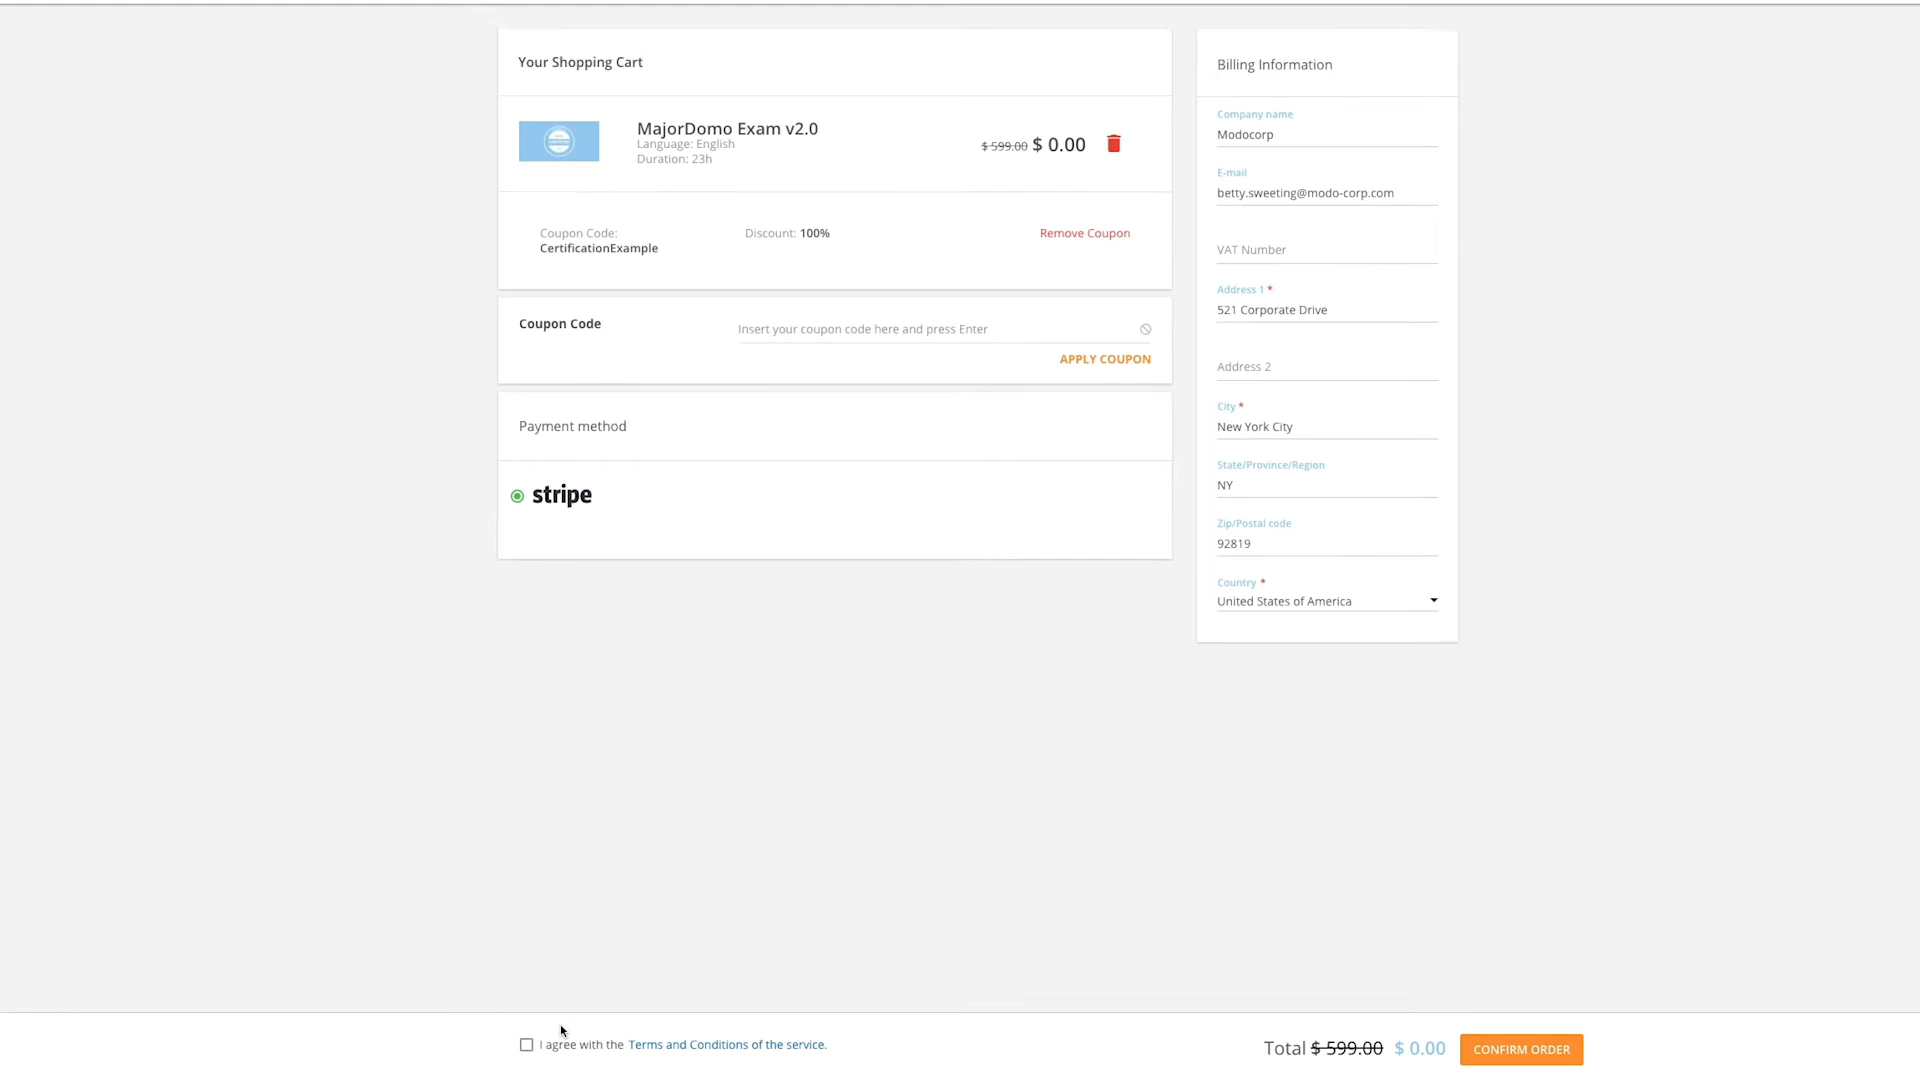 Your Shopping Cart
MajorDomo Exam v2.0
Language: English
Duration: 23h
$ 599.00 $ 0.00
Coupon Code:
CertificationExample
Discount: 100%
Remove Coupon
Coupon Code
Insert your coupon code here and press Enter
APPLY COUPON
Payment method
stripe
Billing Information
Company name
Modocorp
E-mail
betty.sweeting@modo-corp.com
VAT Number
Address 1 *
521 Corporate Drive
Address 2
City *
New York City
State/Province/Region
NY
Zip/Postal code
92819
Country *
United States of America
I agree with the Terms and Conditions of the service.
Total $ 599.00 $ 0.00
CONFIRM ORDER